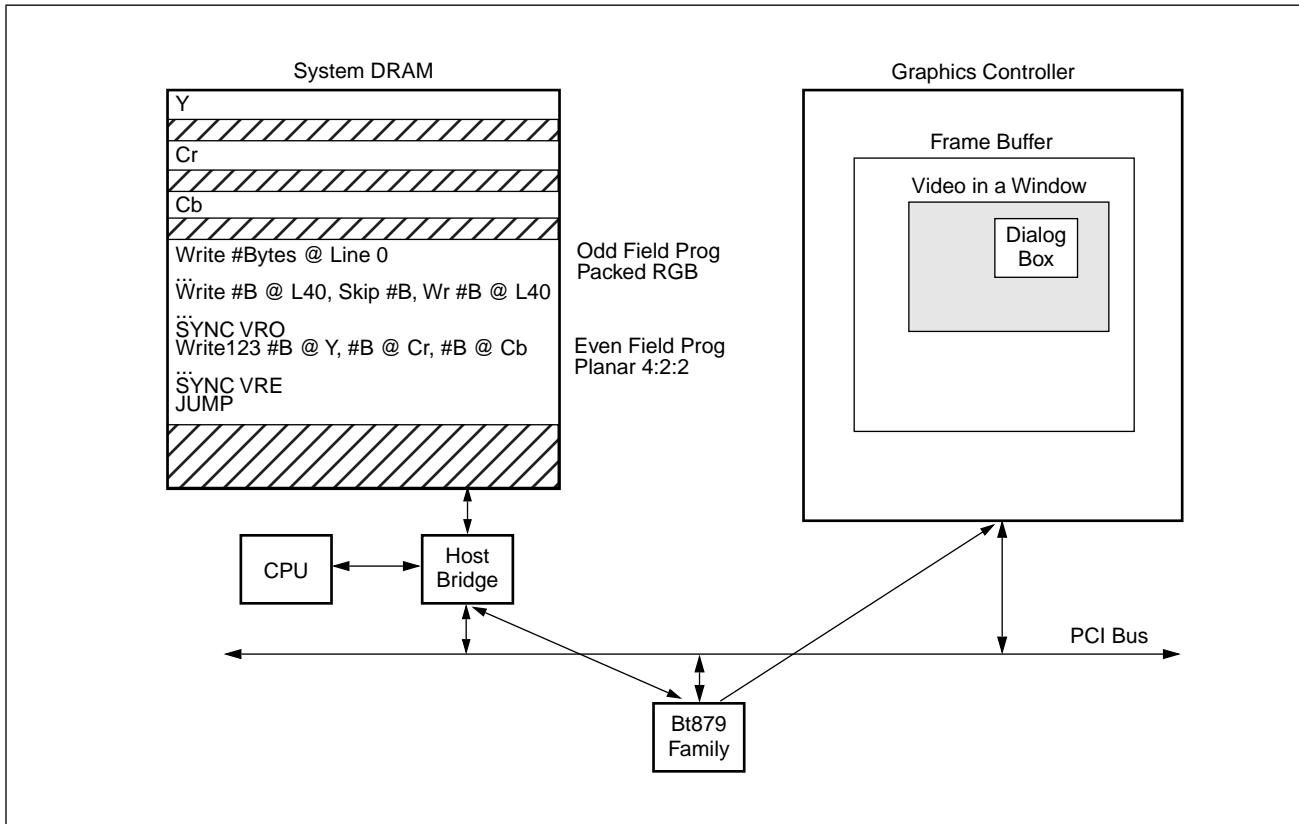 System DRAM
Y
Cr
Cb
Write #Bytes @ Line 0
...
Write #B @ L40, Skip #B, Wr #B @ L40
...
SYNC VRO
Write123 #B @ Y, #B @ Cr, #B @ Cb
...
SYNC VRE
JUMP
Odd Field Prog
Packed RGB
Even Field Prog
Planar 4:2:2
Graphics Controller
Frame Buffer
Video in a Window
Dialog
Box
CPU
Host
Bridge
PCI Bus
Bt879
Family